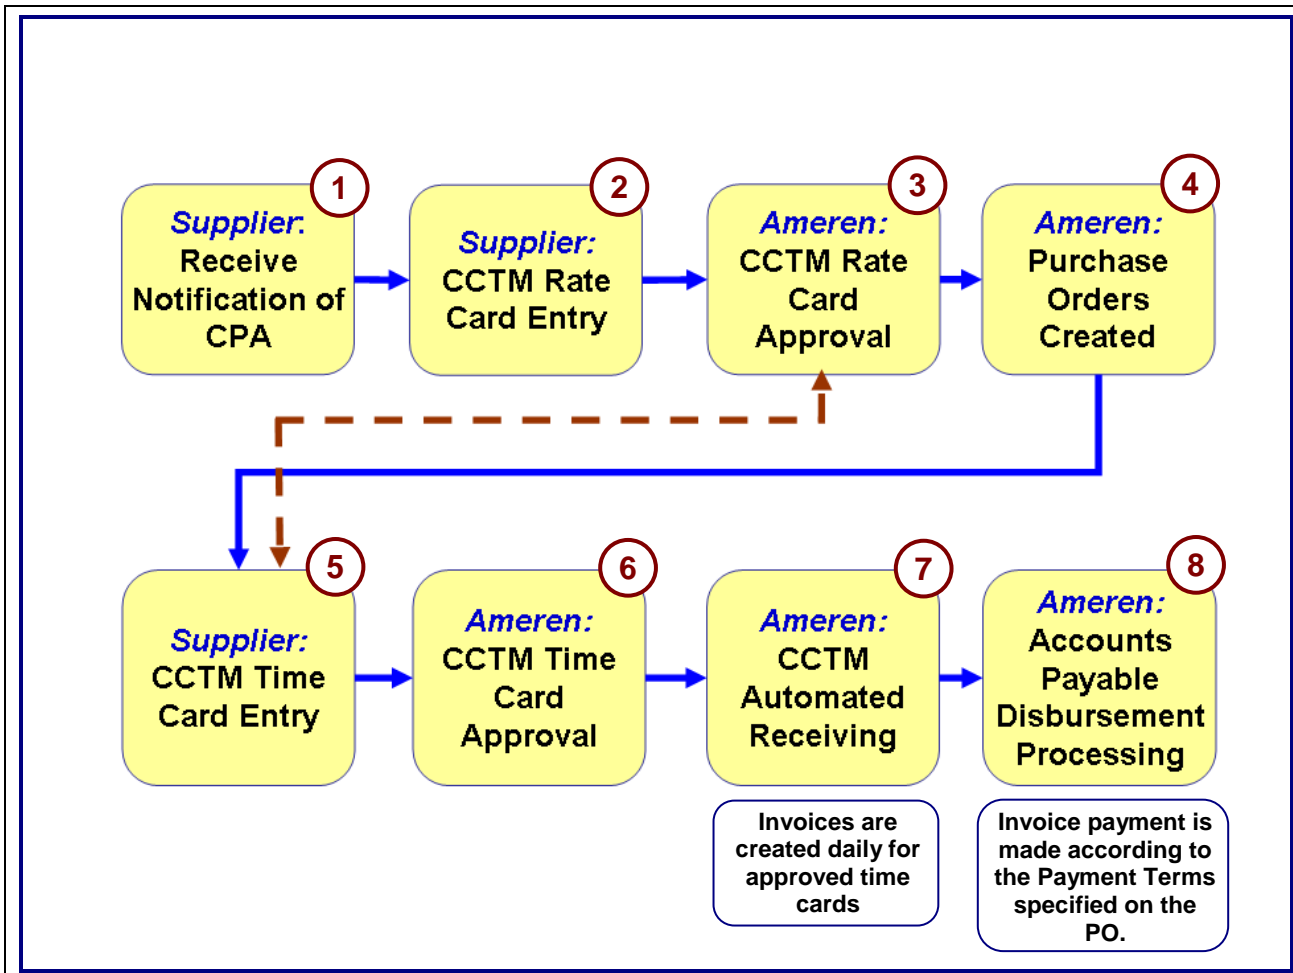 1
Supplier:
Receive
Notification of
CPA
2
Supplier:
CCTM Rate
Card Entry
3
Ameren:
CCTM Rate
Card
Approval
4
Ameren:
Purchase
Orders
Created
5
Supplier:
CCTM Time
Card Entry
6
Ameren:
CCTM Time
Card
Approval
7
Ameren:
CCTM
Automated
Receiving
8
Ameren:
Accounts
Payable
Disbursement
Processing
Invoices are
created daily for
approved time
cards
Invoice payment is
made according to
the Payment Terms
specified on the
PO.